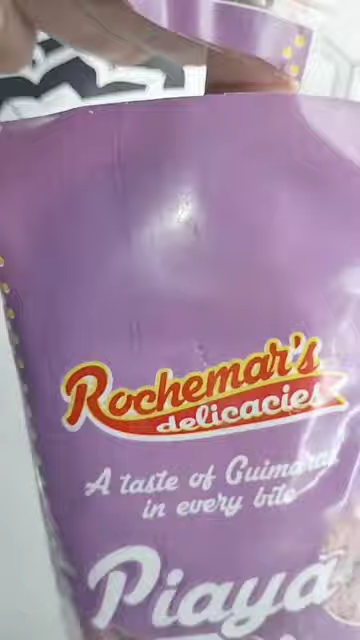 Rochemar's
delicacies
A taste of Guimaras
in every bite
Piaya